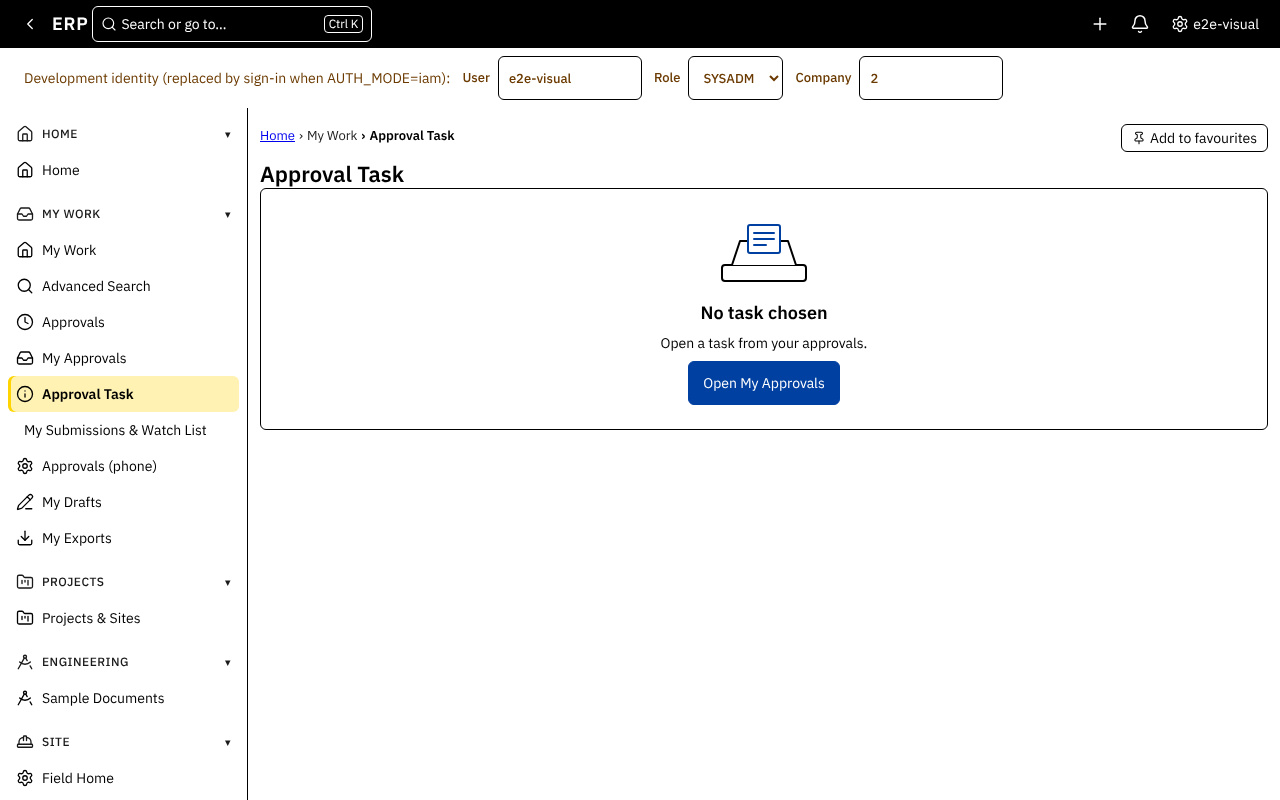 ERP
Search or go to...
Ctrl K
e2e-visual
Development identity (replaced by sign-in when AUTH_MODE=iam):
User
e2e-visual
Role
SYSADM
Company
2
HOME
Home
MY WORK
My Work
Advanced Search
Approvals
My Approvals
Approval Task
My Submissions & Watch List
Approvals (phone)
My Drafts
My Exports
PROJECTS
Projects & Sites
ENGINEERING
Sample Documents
SITE
Field Home
Home › My Work › Approval Task
Add to favourites
Approval Task
No task chosen
Open a task from your approvals.
Open My Approvals